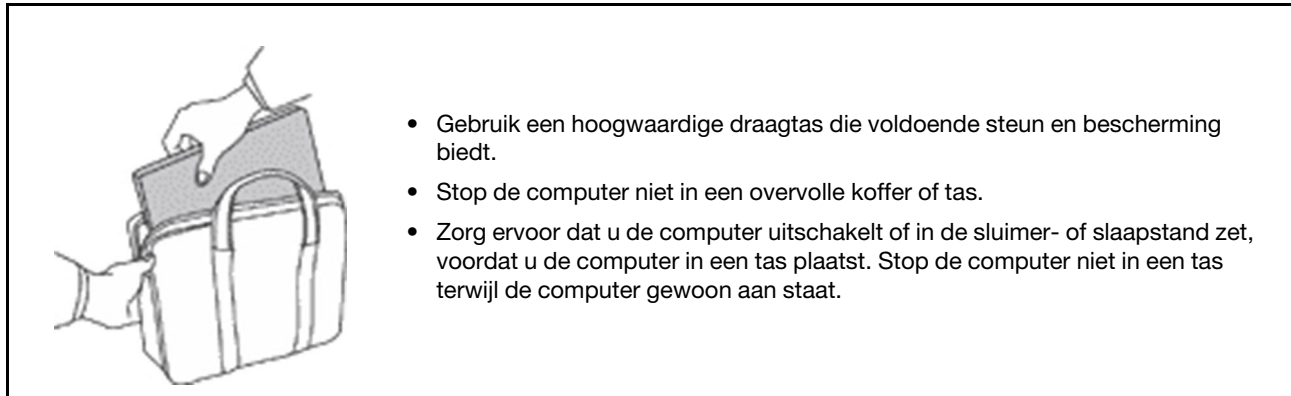 • Gebruik een hoogwaardige draagtas die voldoende steun en bescherming
biedt.
• Stop de computer niet in een overvolle koffer of tas.
• Zorg ervoor dat u de computer uitschakelt of in de sluimer- of slaapstand zet,
voordat u de computer in een tas plaatst. Stop de computer niet in een tas
terwijl de computer gewoon aan staat.